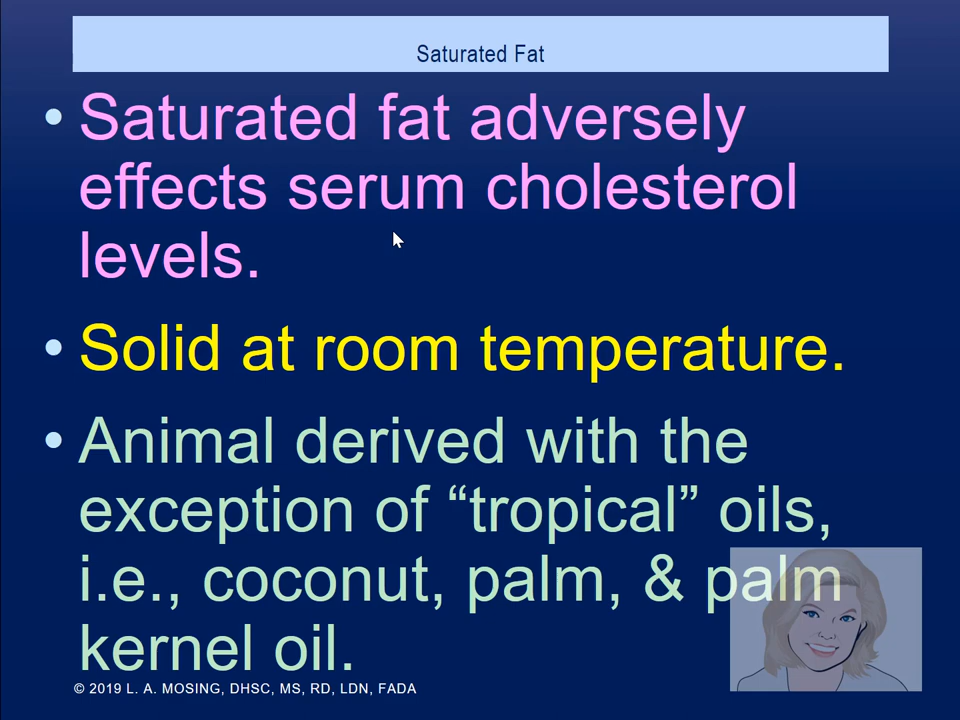 Saturated Fat
• Saturated fat adversely
effects serum cholesterol
levels.
• Solid at room temperature.
• Animal derived with the
exception of “tropical” oils,
i.e., coconut, palm, & palm
kernel oil.
© 2019 L. A. MOSING, DHSC, MS, RD, LDN, FADA